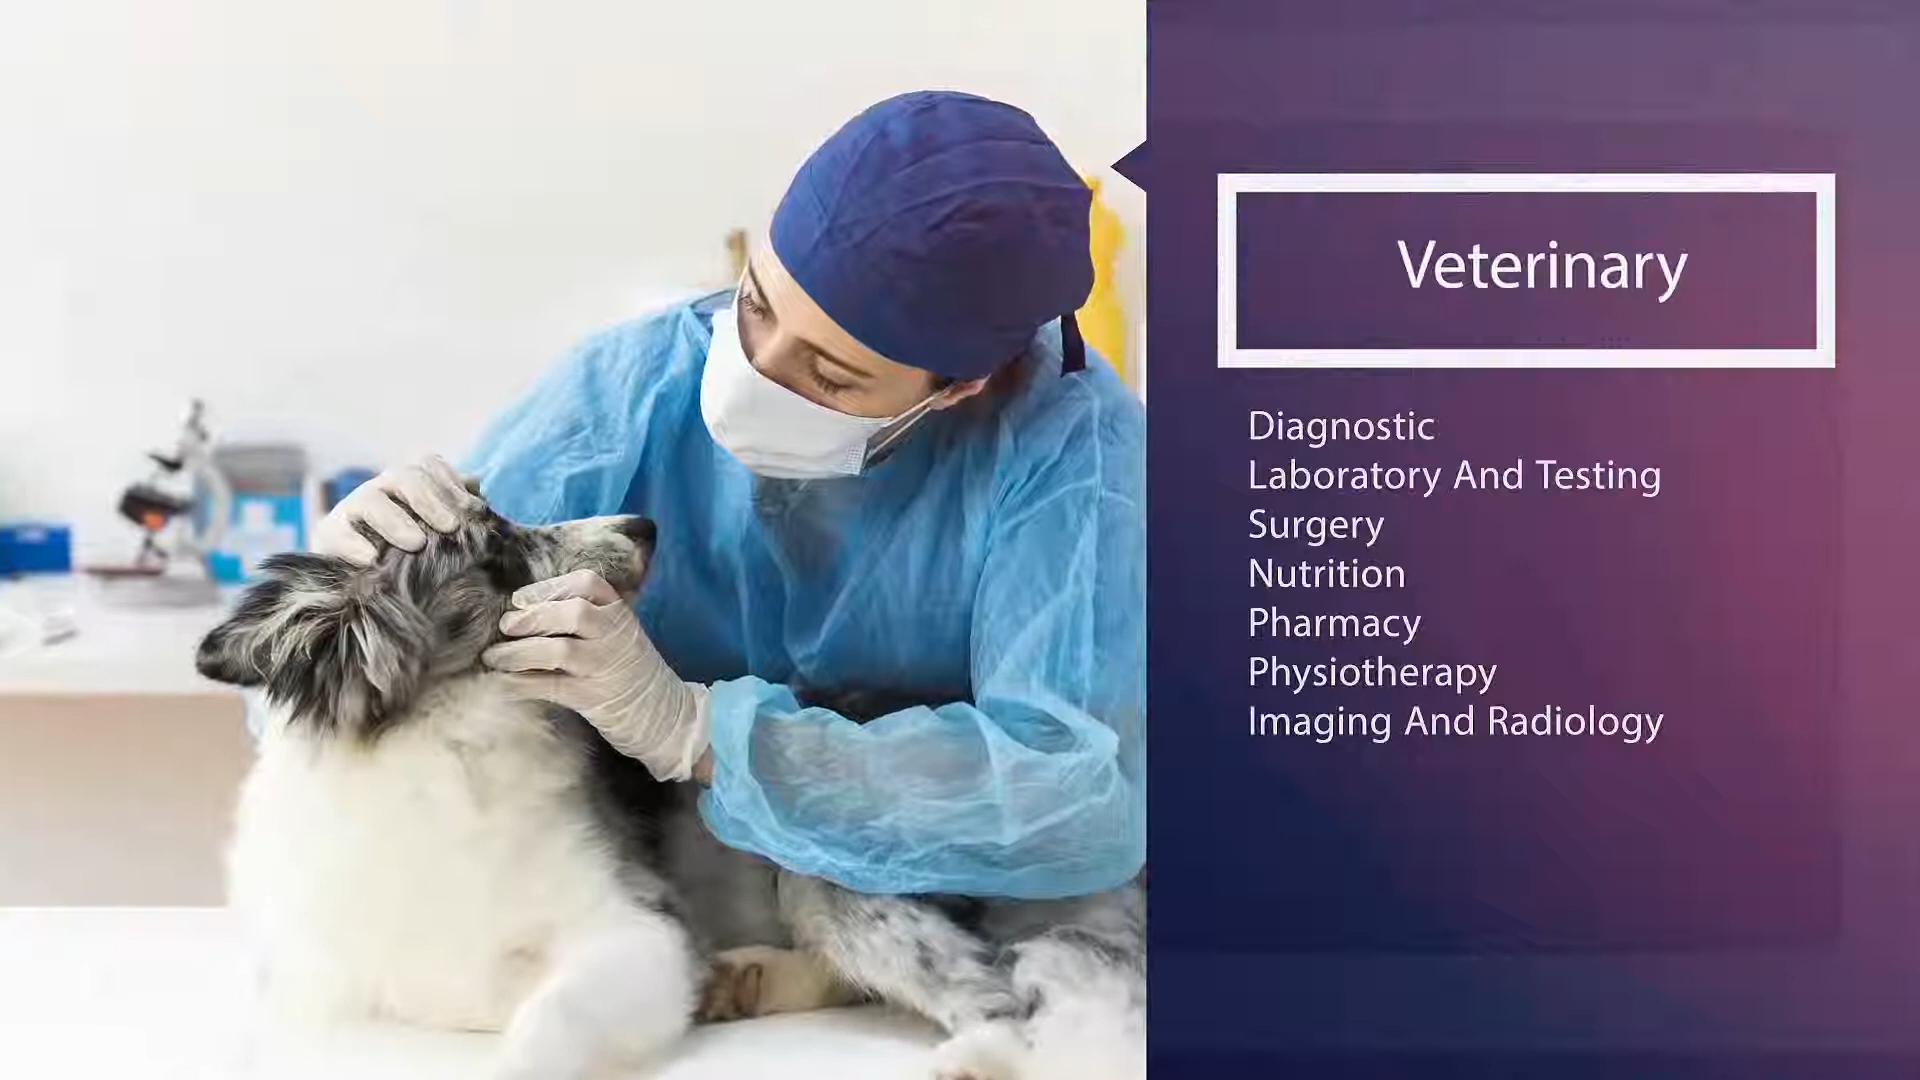 Veterinary
Diagnostic
Laboratory And Testing
Surgery
Nutrition
Pharmacy
Physiotherapy
Imaging And Radiology